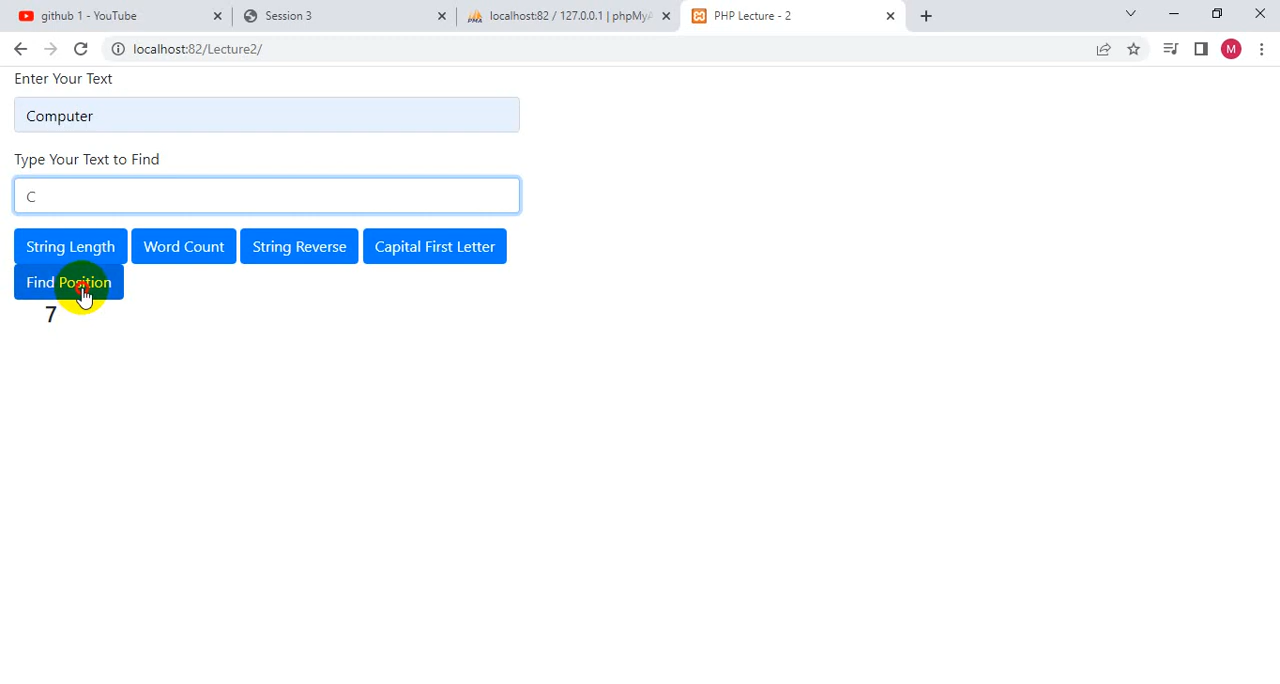 github 1 - YouTube
Session 3
localhost:82 / 127.0.0.1 | phpMyA
PHP Lecture - 2
localhost:82/Lecture2/
M
Enter Your Text
Computer
Type Your Text to Find
C
String Length Word Count String Reverse Capital First Letter
Find Position
7